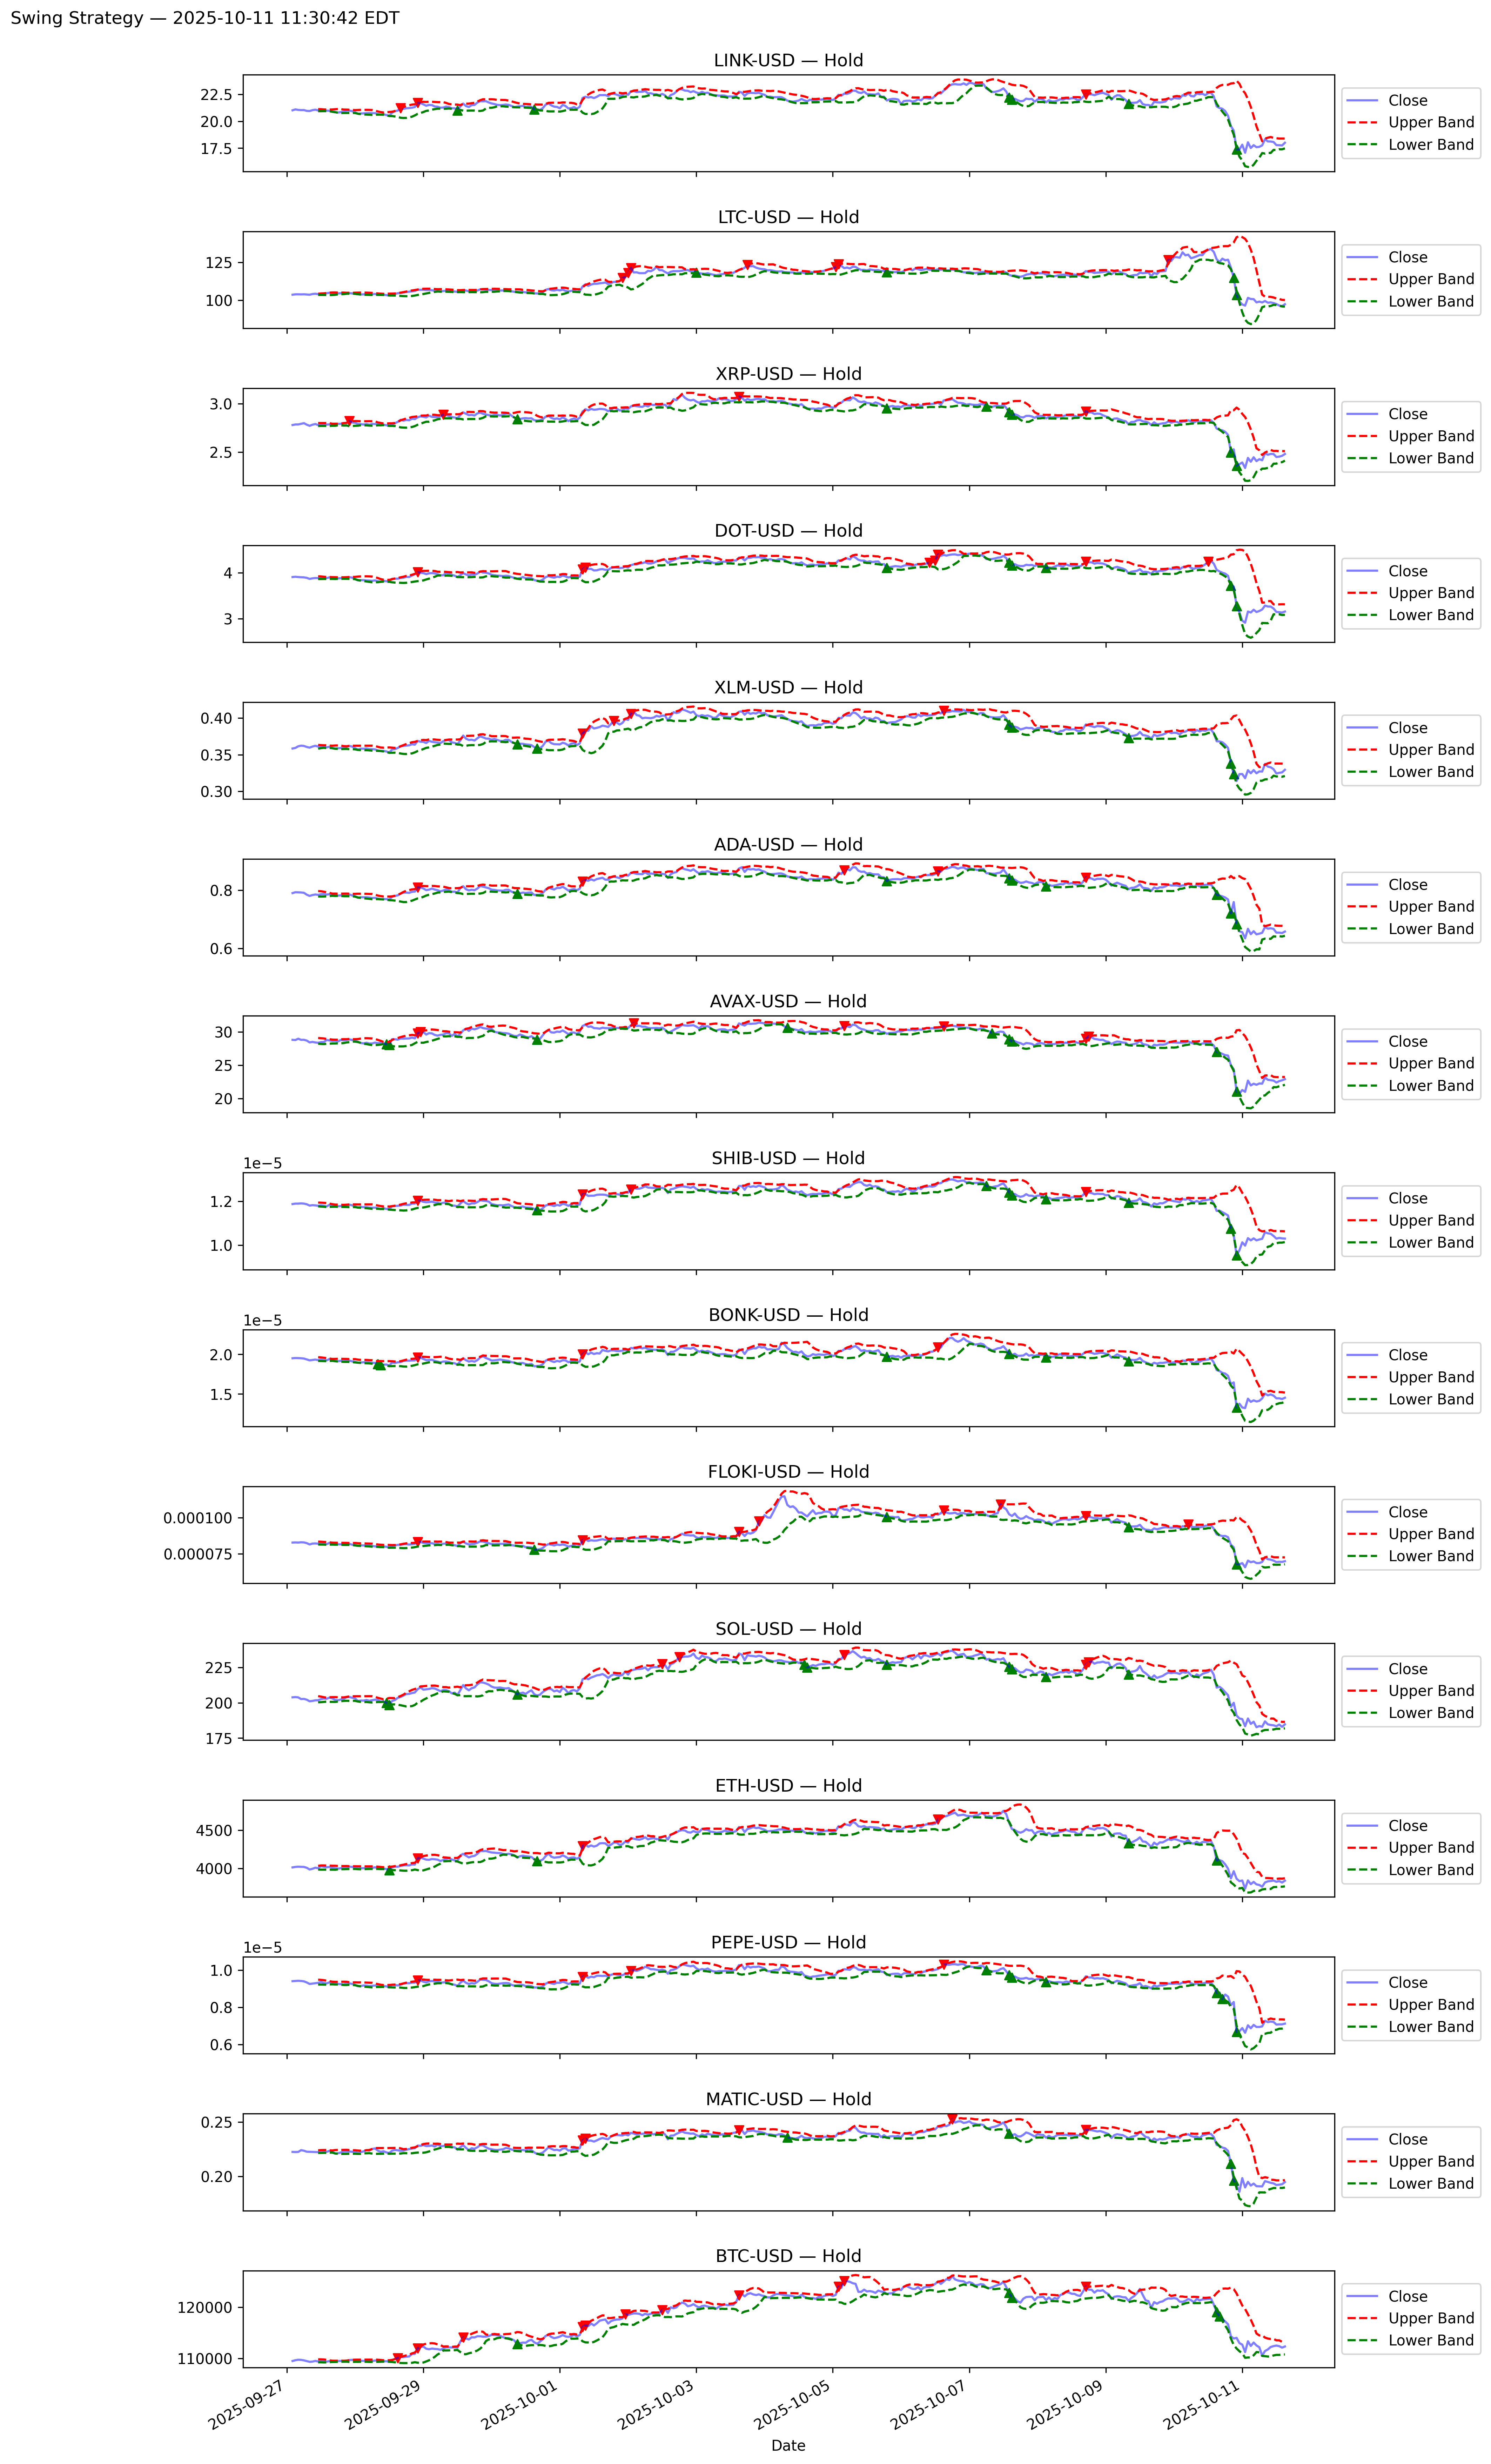 Swing Strategy — 2025-10-11 11:30:42 EDT
LINK-USD — Hold
22.5
20.0
17.5
Close
Upper Band
Lower Band
LTC-USD — Hold
125
100
Close
Upper Band
Lower Band
XRP-USD — Hold
3.0
2.5
Close
Upper Band
Lower Band
DOT-USD — Hold
4
3
Close
Upper Band
Lower Band
XLM-USD — Hold
0.40
0.35
0.30
Close
Upper Band
Lower Band
ADA-USD — Hold
0.8
0.6
Close
Upper Band
Lower Band
AVAX-USD — Hold
30
25
20
Close
Upper Band
Lower Band
SHIB-USD — Hold
1e−5
1.2
1.0
Close
Upper Band
Lower Band
BONK-USD — Hold
1e−5
2.0
1.5
Close
Upper Band
Lower Band
FLOKI-USD — Hold
0.000100
0.000075
Close
Upper Band
Lower Band
SOL-USD — Hold
225
200
175
Close
Upper Band
Lower Band
ETH-USD — Hold
4500
4000
Close
Upper Band
Lower Band
PEPE-USD — Hold
1e−5
1.0
0.8
0.6
Close
Upper Band
Lower Band
MATIC-USD — Hold
0.25
0.20
Close
Upper Band
Lower Band
BTC-USD — Hold
120000
110000
Close
Upper Band
Lower Band
2025-09-27
2025-09-29
2025-10-01
2025-10-03
2025-10-05
2025-10-07
2025-10-09
2025-10-11
Date